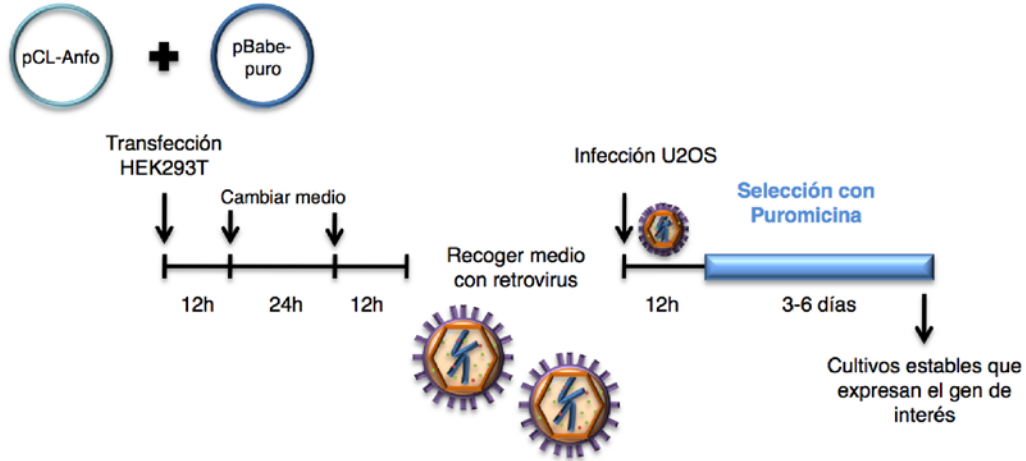 pCL-Anfo
pBabe-
puro
Transfección
HEK293T
Cambiar medio
12h
24h
12h
Recoger medio
con retrovirus
Infección U2OS
Selección con
Puromicina
12h
3-6 días
Cultivos estables que
expresan el gen de
interés